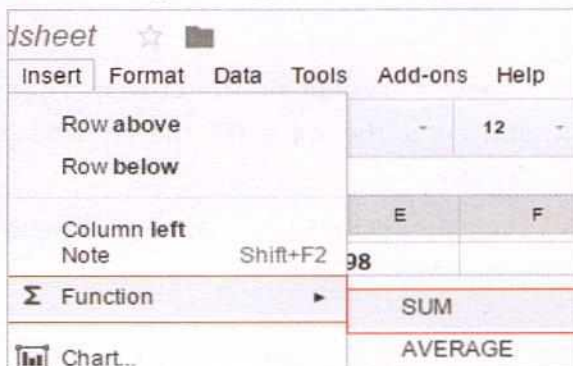 dsheet
Insert Format Data Tools Add-ons Help
Row above
12
Row below
E F
Column left
Note Shift+F2 98
Σ Function
SUM
Chart...
AVERAGE